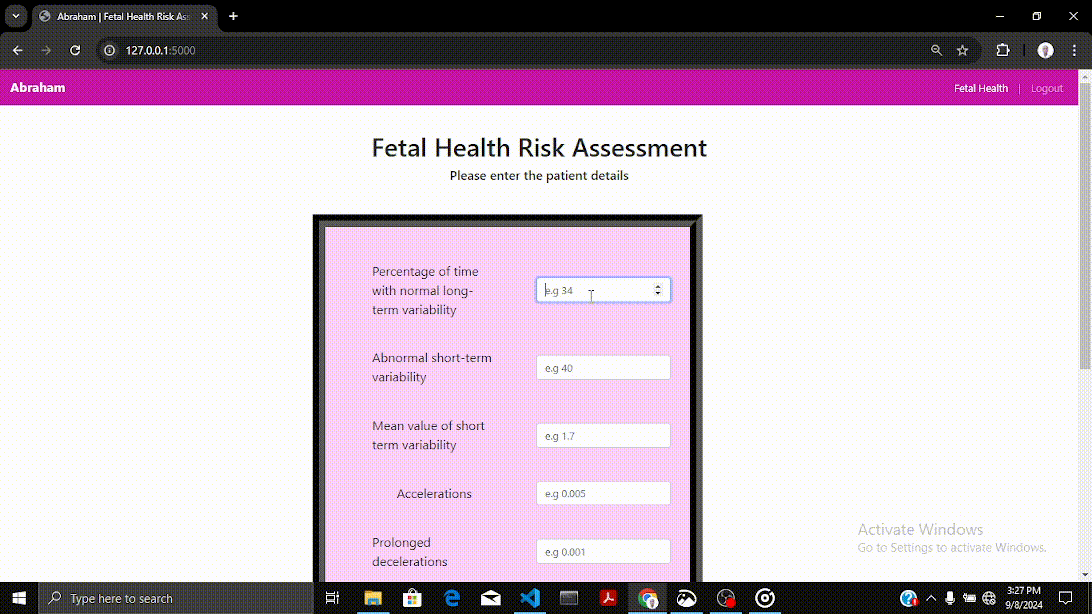 Abraham | Fetal Health Risk Ass
127.0.0.1:5000
Abraham
Fetal Health | Logout
Fetal Health Risk Assessment
Please enter the patient details
Percentage of time
with normal long-
term variability
e.g 34
Abnormal short-term
variability
e.g 40
Mean value of short
term variability
e.g 1.7
Accelerations
e.g 0.005
Prolonged
decelerations
e.g 0.001
Activate Windows
Go to Settings to activate Windows.
Type here to search
3:27 PM
9/8/2024